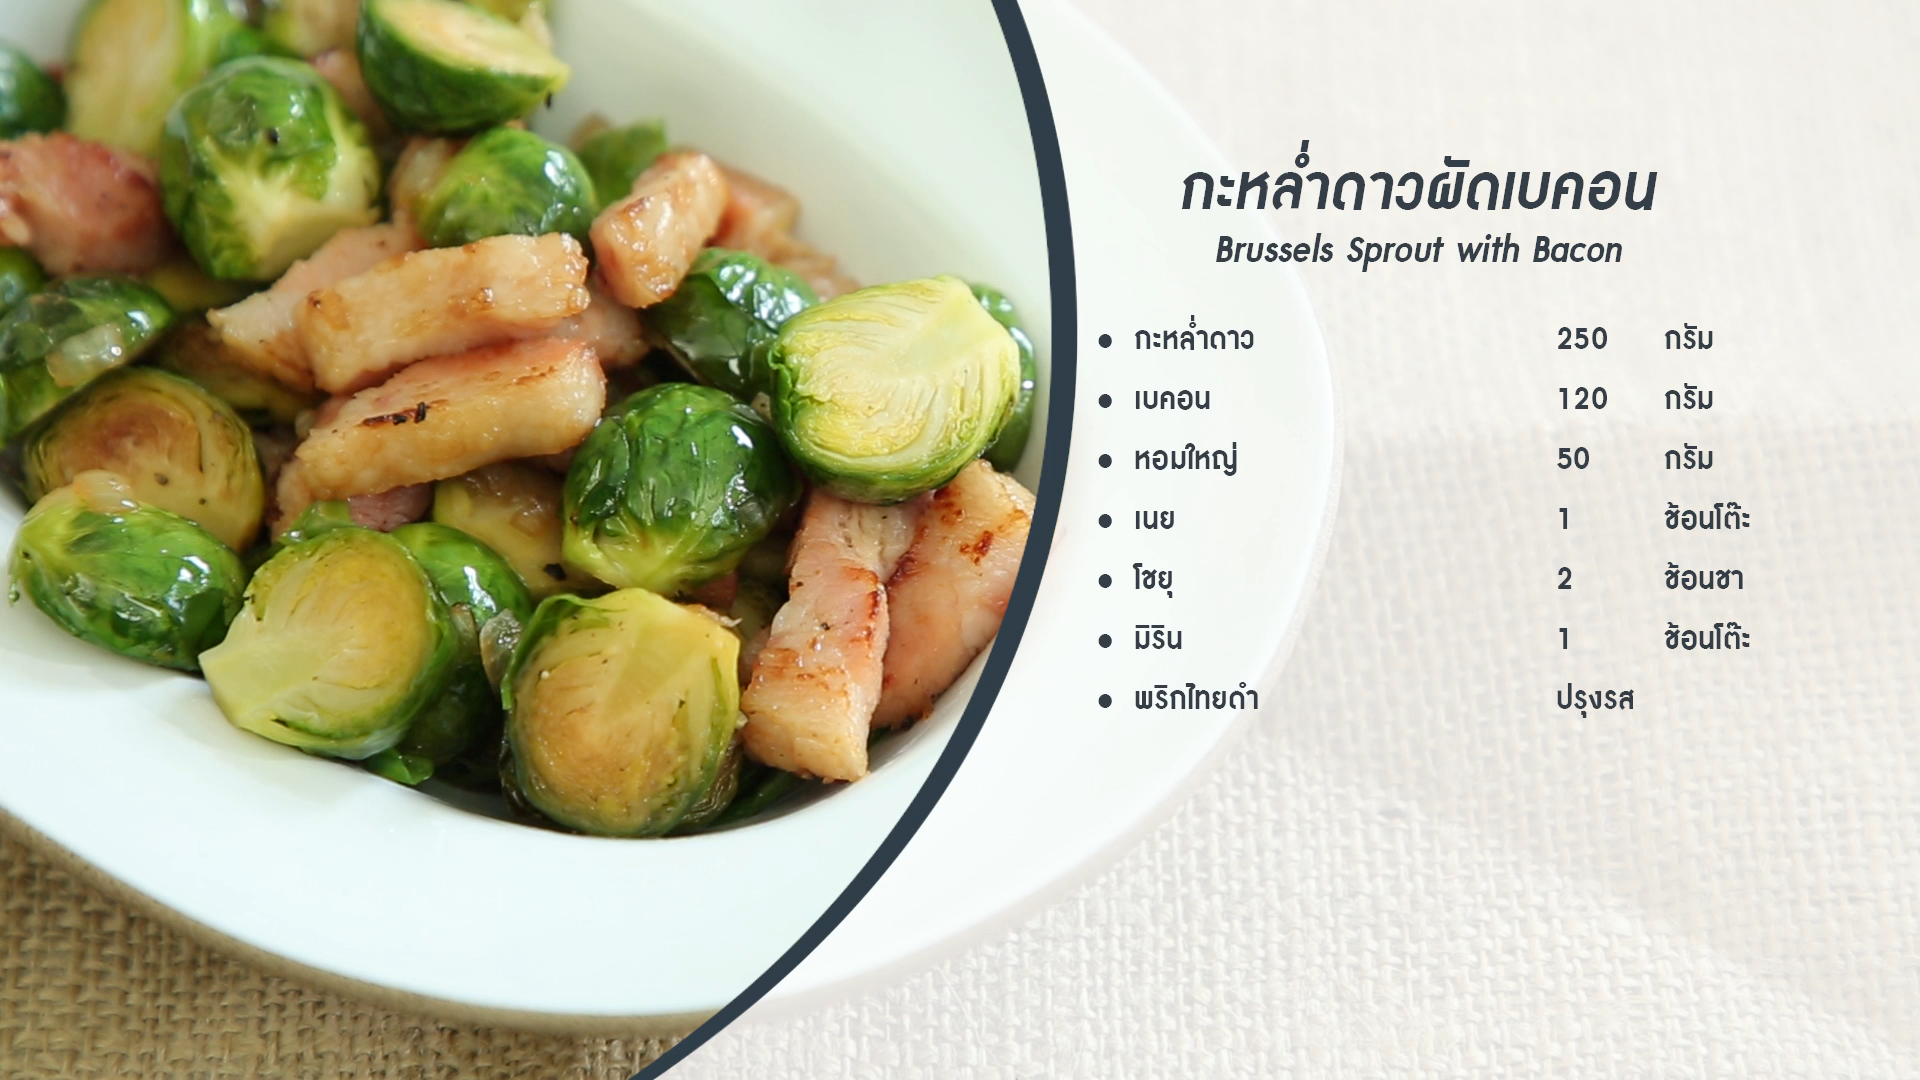 กะหล่ำดาวผัดเบคอน
Brussels Sprout with Bacon
• กะหล่ำดาว 250 กรัม
• เบคอน 120 กรัม
• หอมใหญ่ 50 กรัม
• เนย 1 ช้อนโต๊ะ
• โชยุ 2 ช้อนชา
• มิริน 1 ช้อนโต๊ะ
• พริกไทยดำ ปรุงรส